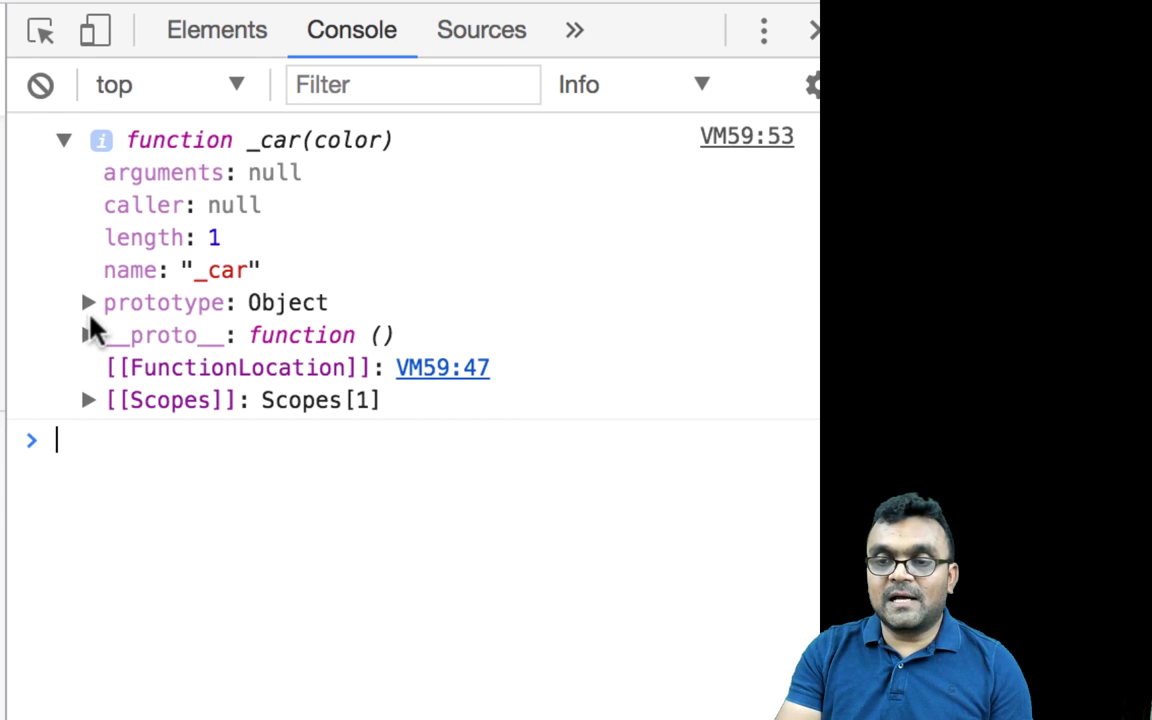 Elements Console Sources »
top Filter Info
function _car(color) VM59:53
arguments: null
caller: null
length: 1
name: "_car"
prototype: Object
__proto__: function ()
[[FunctionLocation]]: VM59:47
[[Scopes]]: Scopes[1]